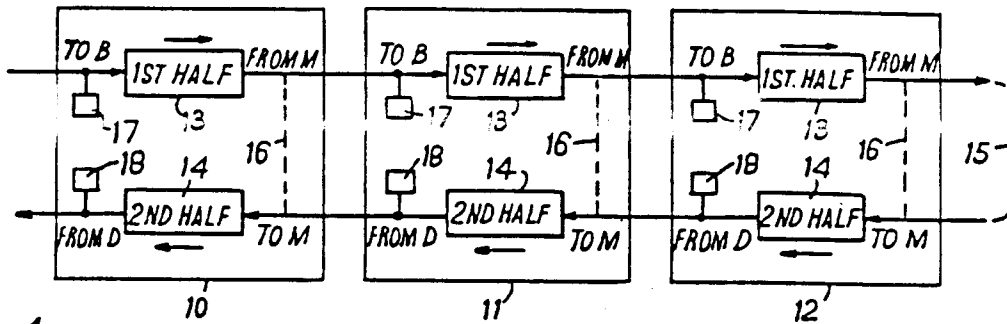 TO B FROM M TO B FROM M TO B FROM M
1ST HALF 1ST HALF 1ST. HALF
17 13 17 13 17 13
18 14 16 18 14 16 18 14 16 15
2ND HALF 2ND HALF 2ND HALF
FROM D TO M FROM D TO M FROM D TO M
10 11 12